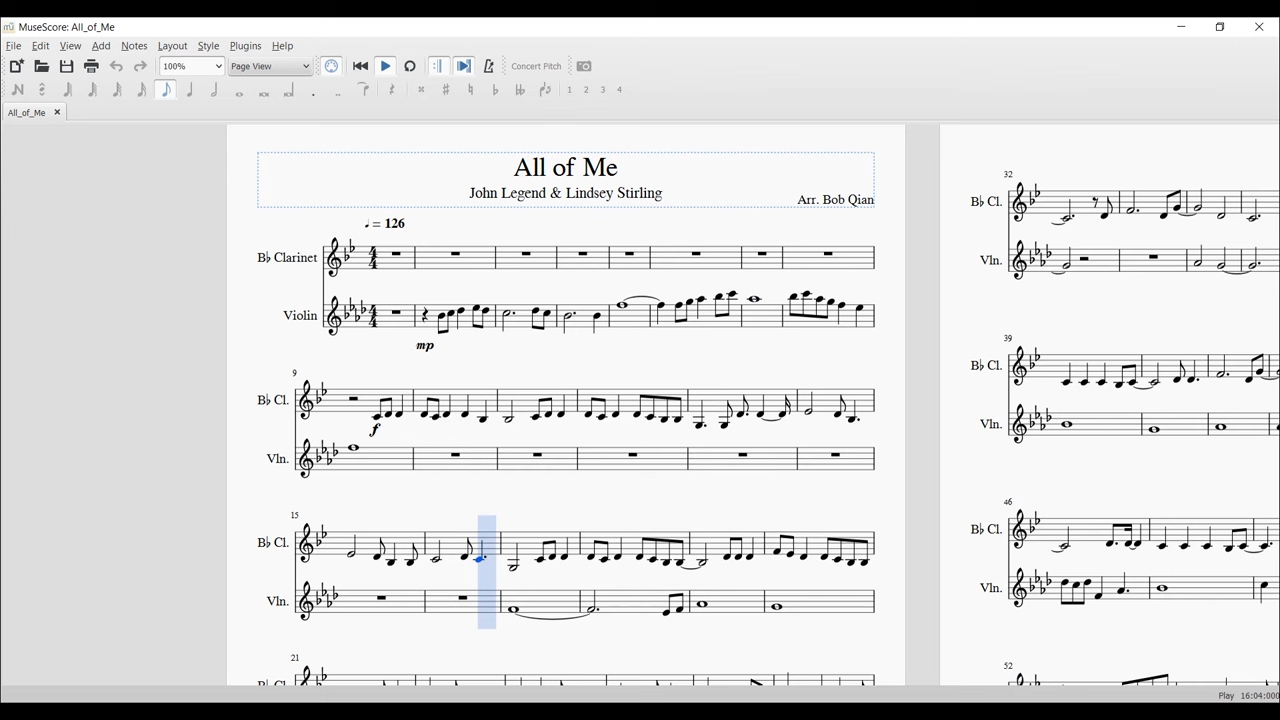 MuseScore: All_of_Me
File Edit View Add Notes Layout Style Plugins Help
100% Page View Concert Pitch
1 2 3 4
All_of_Me
All of Me
John Legend & Lindsey Stirling
Arr. Bob Qian
= 126
B♭ Clarinet
Violin
mp
9
B♭ Cl.
f
Vln.
15
B♭ Cl.
Vln.
21
B♭ Cl.
32
B♭ Cl.
Vln.
39
B♭ Cl.
Vln.
46
B♭ Cl.
Vln.
52
Play 16:04:000